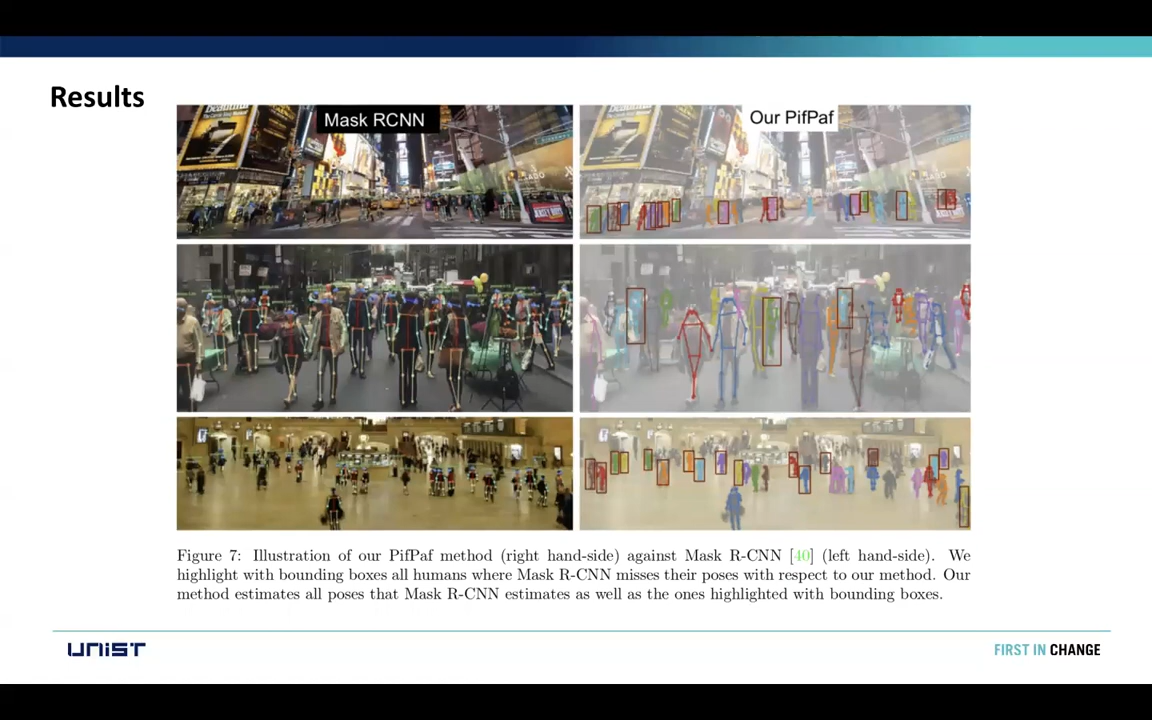 Results
Mask RCNN
Our PifPaf
Figure 7: Illustration of our PifPaf method (right hand-side) against Mask R-CNN [40] (left hand-side). We
highlight with bounding boxes all humans where Mask R-CNN misses their poses with respect to our method. Our
method estimates all poses that Mask R-CNN estimates as well as the ones highlighted with bounding boxes.
UNIST
FIRST IN CHANGE